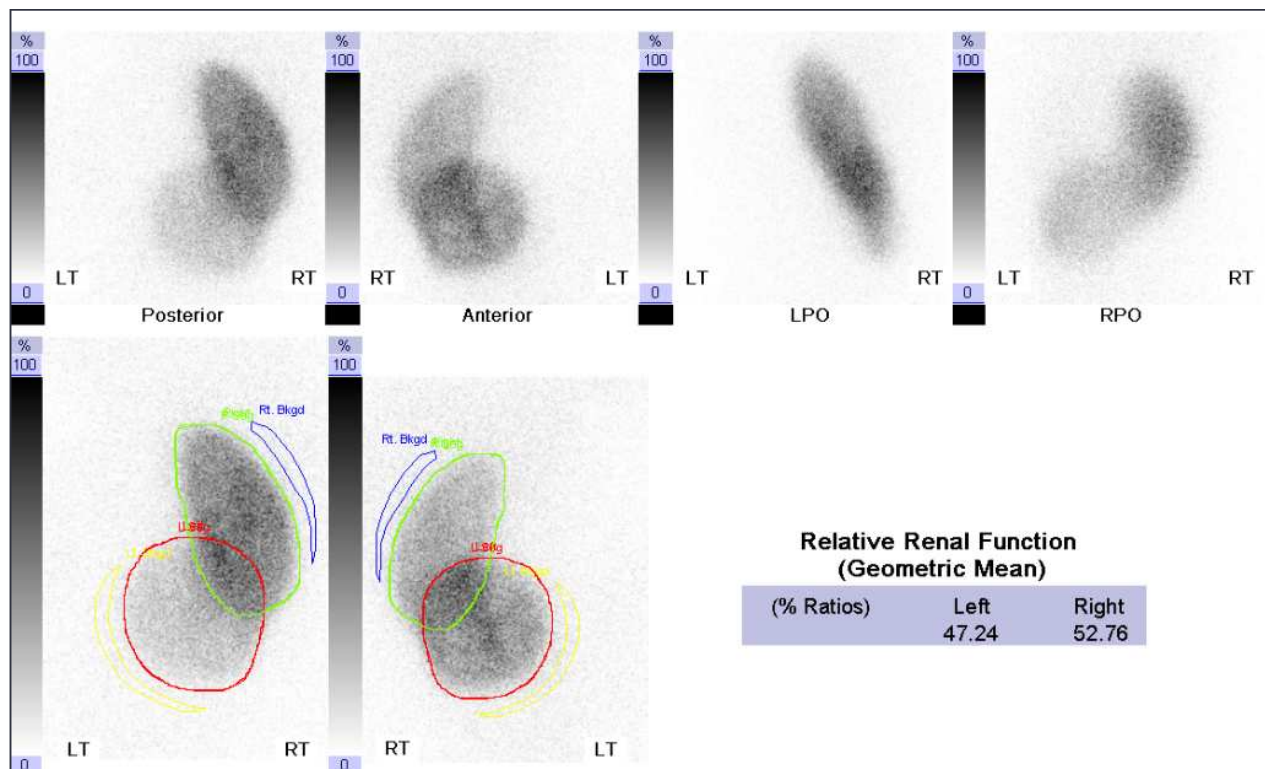 % % % %
100 100 100 100
LT RT RT LT LT RT LT RT
0 0 0 0
Posterior Anterior LPO RPO
% %
100 100
Rt. Bkgd
Rt. Bkgd Right
Relative Renal Function
(Geometric Mean)
(% Ratios) Left Right
47.24 52.76
LT RT RT LT
0 0